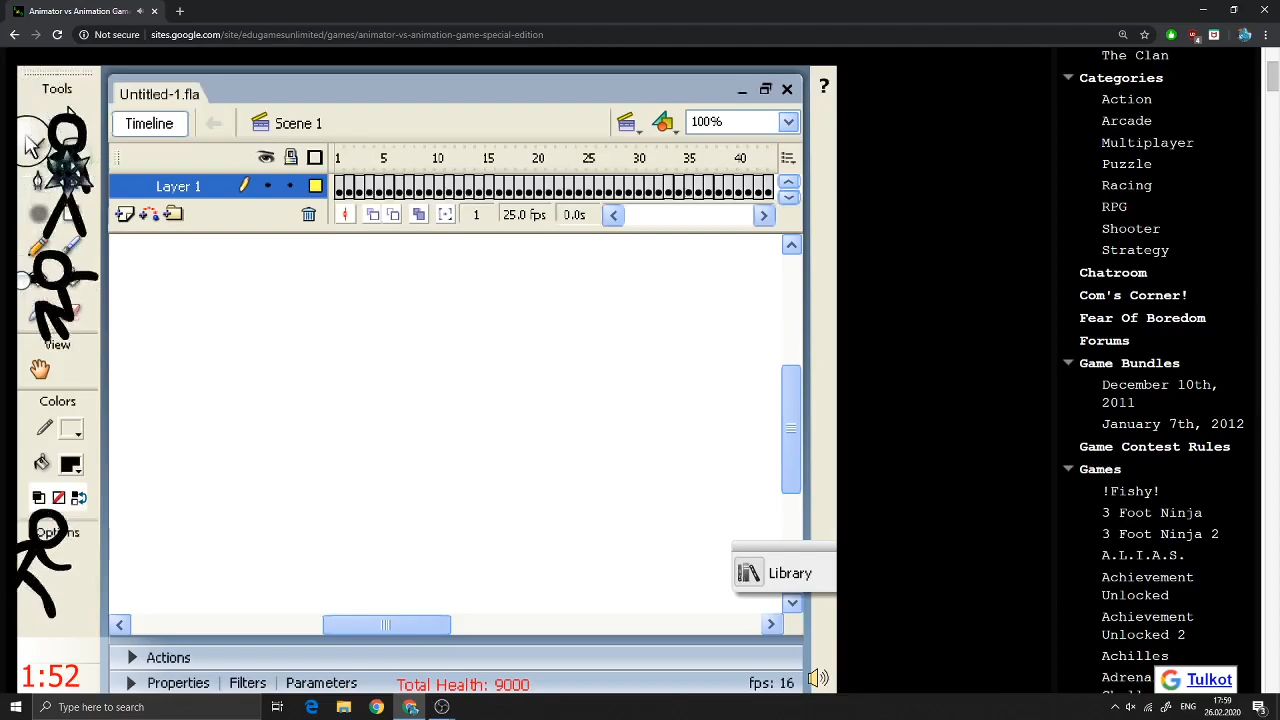 Animator vs Animation Gam
Not secure
sites.google.com/site/edugamesunlimited/games/animator-vs-animation-game-special-edition
Tools
View
Colors
Options
1:52
Untitled-1.fla
?
Timeline
Scene 1
100%
1 5 10 15 20 25 30 35 40
Layer 1
1 25.0 fps 0.0s
Library
Actions
Properties Filters Parameters
Total Health: 9000
fps: 16
The Clan
Categories
Action
Arcade
Multiplayer
Puzzle
Racing
RPG
Shooter
Strategy
Chatroom
Com's Corner!
Fear Of Boredom
Forums
Game Bundles
December 10th,
2011
January 7th, 2012
Game Contest Rules
Games
!Fishy!
3 Foot Ninja
3 Foot Ninja 2
A.L.I.A.S.
Achievement
Unlocked
Achievement
Unlocked 2
Achilles
Adrena
Tulkot
Type here to search
ENG
17:59
26.02.2020